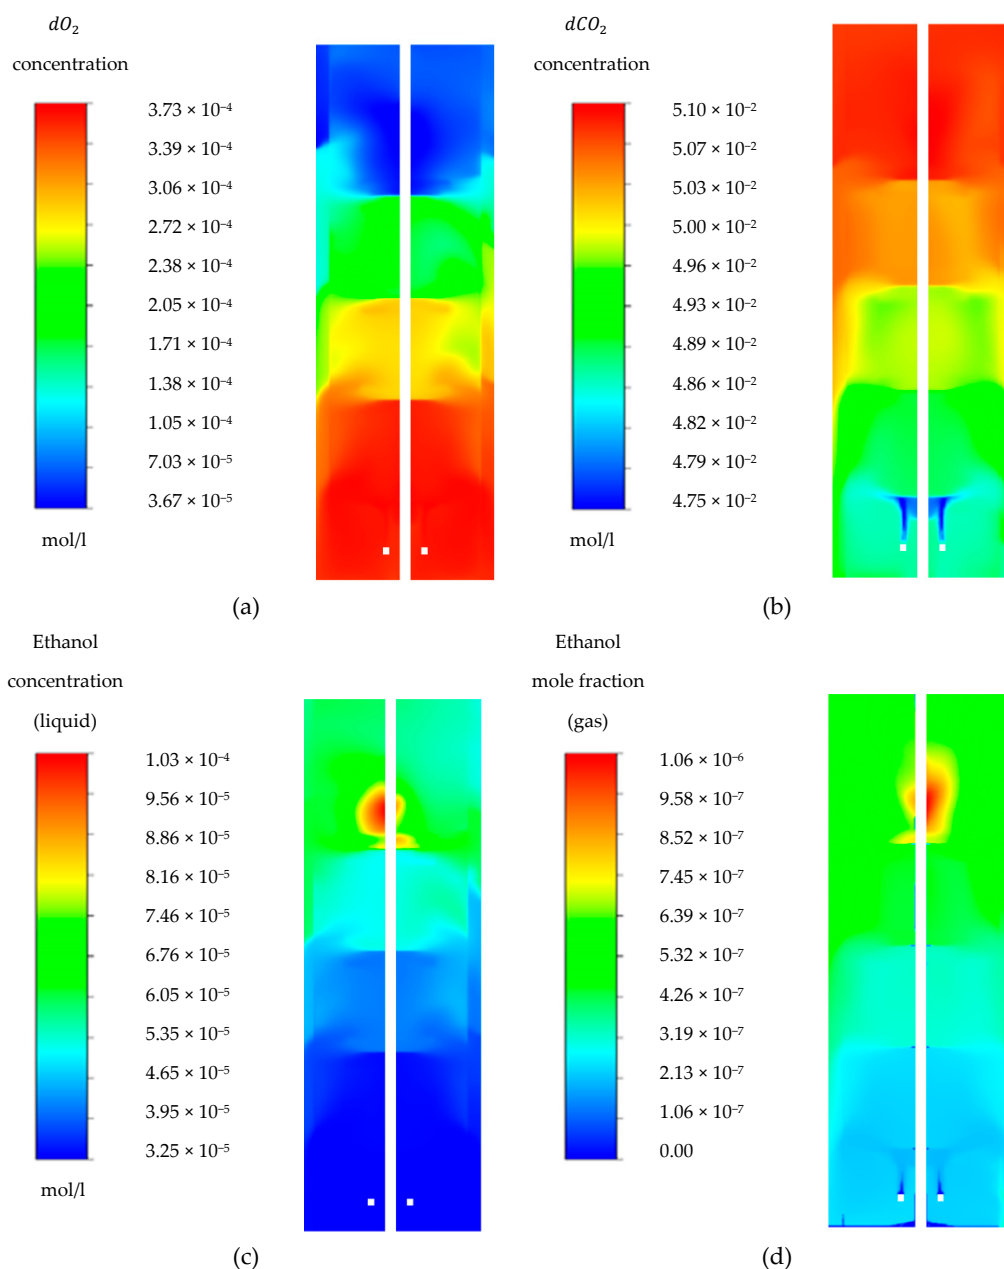 dO₂
concentration
3.73 × 10⁻⁴
3.39 × 10⁻⁴
3.06 × 10⁻⁴
2.72 × 10⁻⁴
2.38 × 10⁻⁴
2.05 × 10⁻⁴
1.71 × 10⁻⁴
1.38 × 10⁻⁴
1.05 × 10⁻⁴
7.03 × 10⁻⁵
3.67 × 10⁻⁵
mol/l
(a)
dCO₂
concentration
5.10 × 10⁻²
5.07 × 10⁻²
5.03 × 10⁻²
5.00 × 10⁻²
4.96 × 10⁻²
4.93 × 10⁻²
4.89 × 10⁻²
4.86 × 10⁻²
4.82 × 10⁻²
4.79 × 10⁻²
4.75 × 10⁻²
mol/l
(b)
Ethanol
concentration
(liquid)
1.03 × 10⁻⁴
9.56 × 10⁻⁵
8.86 × 10⁻⁵
8.16 × 10⁻⁵
7.46 × 10⁻⁵
6.76 × 10⁻⁵
6.05 × 10⁻⁵
5.35 × 10⁻⁵
4.65 × 10⁻⁵
3.95 × 10⁻⁵
3.25 × 10⁻⁵
mol/l
(c)
Ethanol
mole fraction
(gas)
1.06 × 10⁻⁶
9.58 × 10⁻⁷
8.52 × 10⁻⁷
7.45 × 10⁻⁷
6.39 × 10⁻⁷
5.32 × 10⁻⁷
4.26 × 10⁻⁷
3.19 × 10⁻⁷
2.13 × 10⁻⁷
1.06 × 10⁻⁷
0.00
(d)